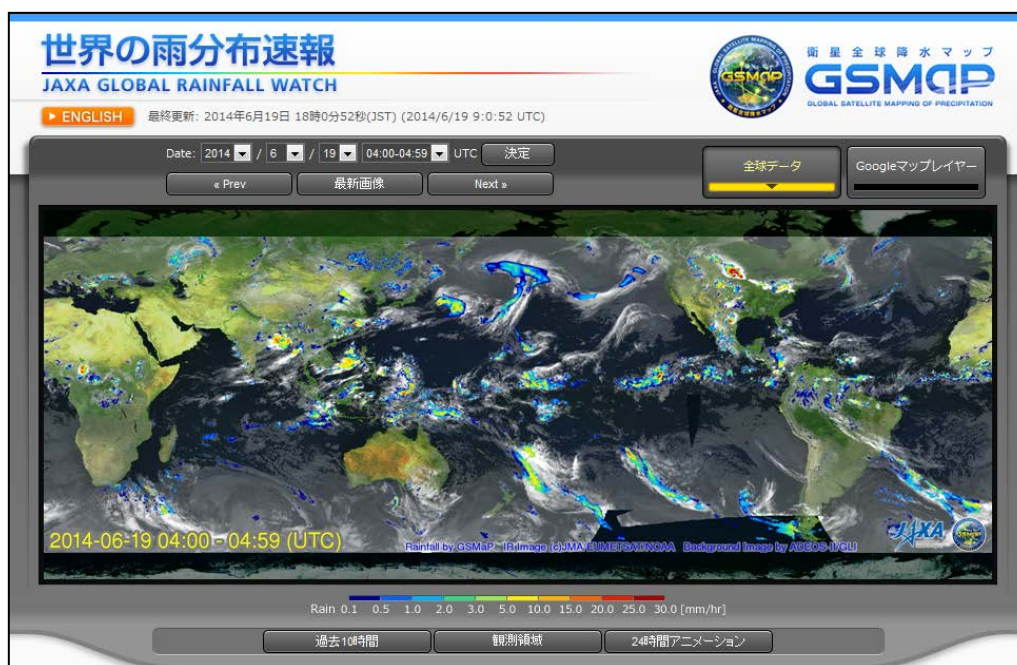 世界の雨分布速報
JAXA GLOBAL RAINFALL WATCH
衛星全球降水マップ
GSMaP
GLOBAL SATELLITE MAPPING OF PRECIPITATION
ENGLISH
最終更新: 2014年6月19日 18時0分52秒(JST) (2014/6/19 9:0:52 UTC)
Date: 2014 / 6 / 19 04:00-04:59 UTC 決定
« Prev 最新画像 Next »
全球データ
Googleマップレイヤー
2014-06-19 04:00 - 04:59 (UTC)
Rainfall by GSMaP IR Image (c)JMA/EUMETSAT/NOAA Background Image by ADEOS-II/GLI
JAXA
Rain 0.1 0.5 1.0 2.0 3.0 5.0 10.0 15.0 20.0 25.0 30.0 [mm/hr]
過去10時間 観測領域 24時間アニメーション